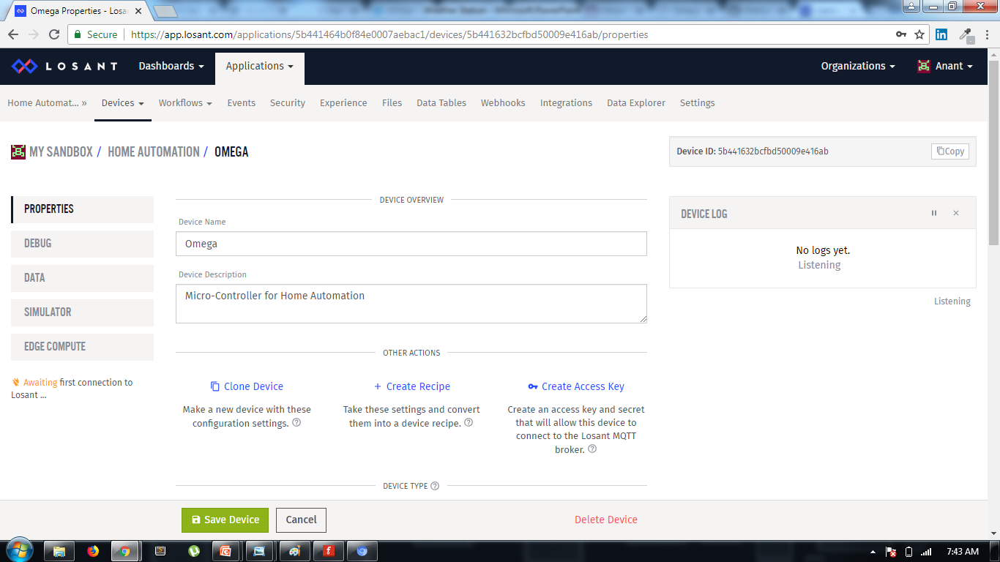 Omega Properties - Losa
Secure
https://app.losant.com/applications/5b441464b0f84e0007aebac1/devices/5b441632bcfbd50009e416ab/properties
LOSANT
Dashboards
Applications
Organizations
Anant
Home Automat... »
Devices
Workflows
Events
Security
Experience
Files
Data Tables
Webhooks
Integrations
Data Explorer
Settings
MY SANDBOX / HOME AUTOMATION / OMEGA
Device ID: 5b441632bcfbd50009e416ab
Copy
PROPERTIES
DEBUG
DATA
SIMULATOR
EDGE COMPUTE
Awaiting first connection to
Losant ...
DEVICE OVERVIEW
Device Name
Omega
Device Description
Micro-Controller for Home Automation
OTHER ACTIONS
Clone Device
Make a new device with these
configuration settings.
+ Create Recipe
Take these settings and convert
them into a device recipe.
Create Access Key
Create an access key and secret
that will allow this device to
connect to the Losant MQTT
broker.
DEVICE TYPE
DEVICE LOG
No logs yet.
Listening
Listening
Save Device
Cancel
Delete Device
7:43 AM